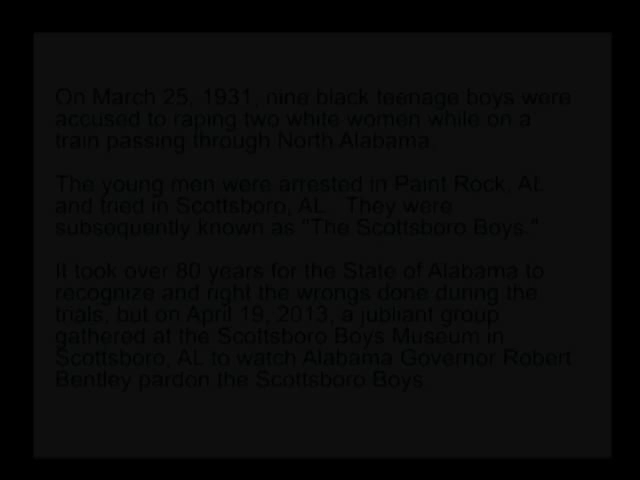 On March 25, 1931, nine black teenage boys were
accused to raping two white women while on a
train passing through North Alabama.
The young men were arrested in Paint Rock, AL
and tried in Scottsboro, AL. They were
subsequently known as "The Scottsboro Boys."
It took over 80 years for the State of Alabama to
recognize and right the wrongs done during the
trials, but on April 19, 2013, a jubliant group
gathered at the Scottsboro Boys Museum in
Scottsboro, AL to watch Alabama Governor Robert
Bentley pardon the Scottsboro Boys.